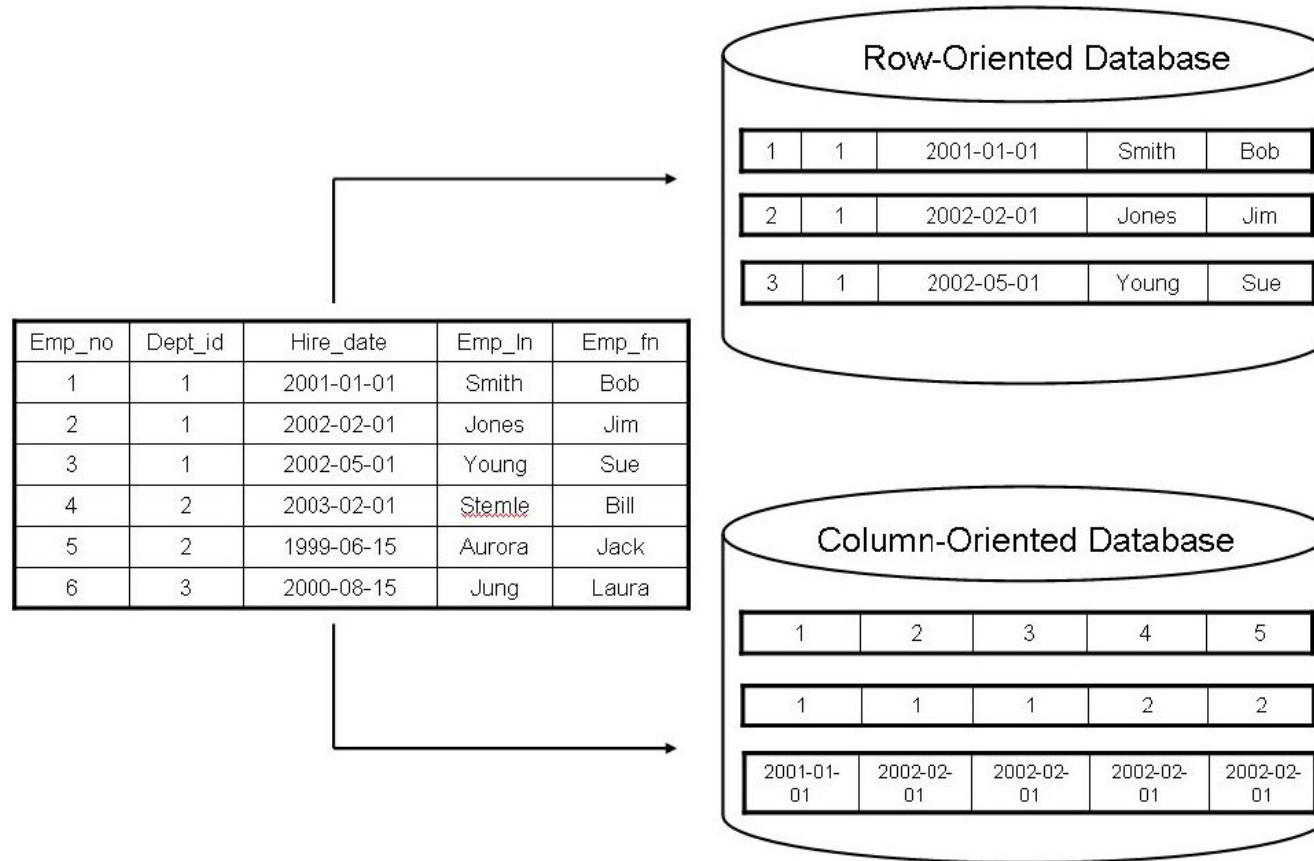 Row-Oriented Database
1 1 2001-01-01 Smith Bob
2 1 2002-02-01 Jones Jim
3 1 2002-05-01 Young Sue
Emp_no Dept_id Hire_date Emp_ln Emp_fn
1 1 2001-01-01 Smith Bob
2 1 2002-02-01 Jones Jim
3 1 2002-05-01 Young Sue
4 2 2003-02-01 Stemle Bill
5 2 1999-06-15 Aurora Jack
6 3 2000-08-15 Jung Laura
Column-Oriented Database
1 2 3 4 5
1 1 1 2 2
2001-01- 2002-02- 2002-02- 2002-02- 2002-02-
01 01 01 01 01